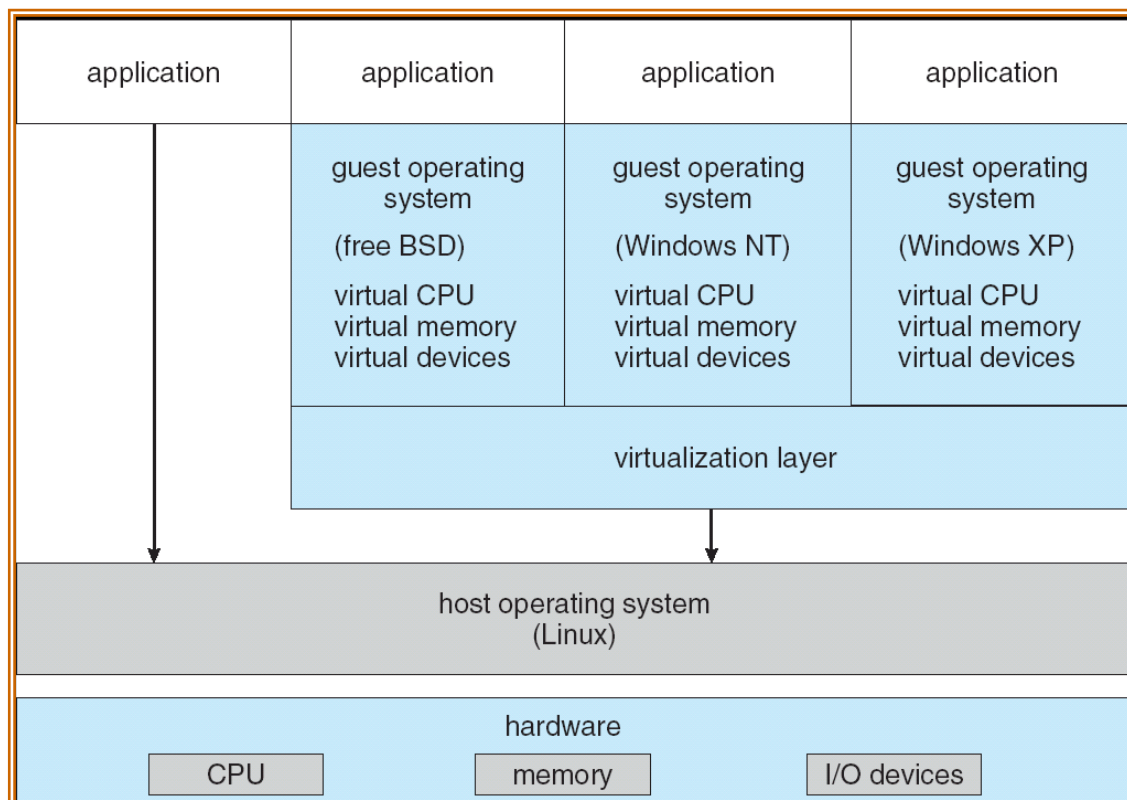 application
application
application
application
guest operating
system
(free BSD)
virtual CPU
virtual memory
virtual devices
guest operating
system
(Windows NT)
virtual CPU
virtual memory
virtual devices
guest operating
system
(Windows XP)
virtual CPU
virtual memory
virtual devices
virtualization layer
host operating system
(Linux)
hardware
CPU
memory
I/O devices